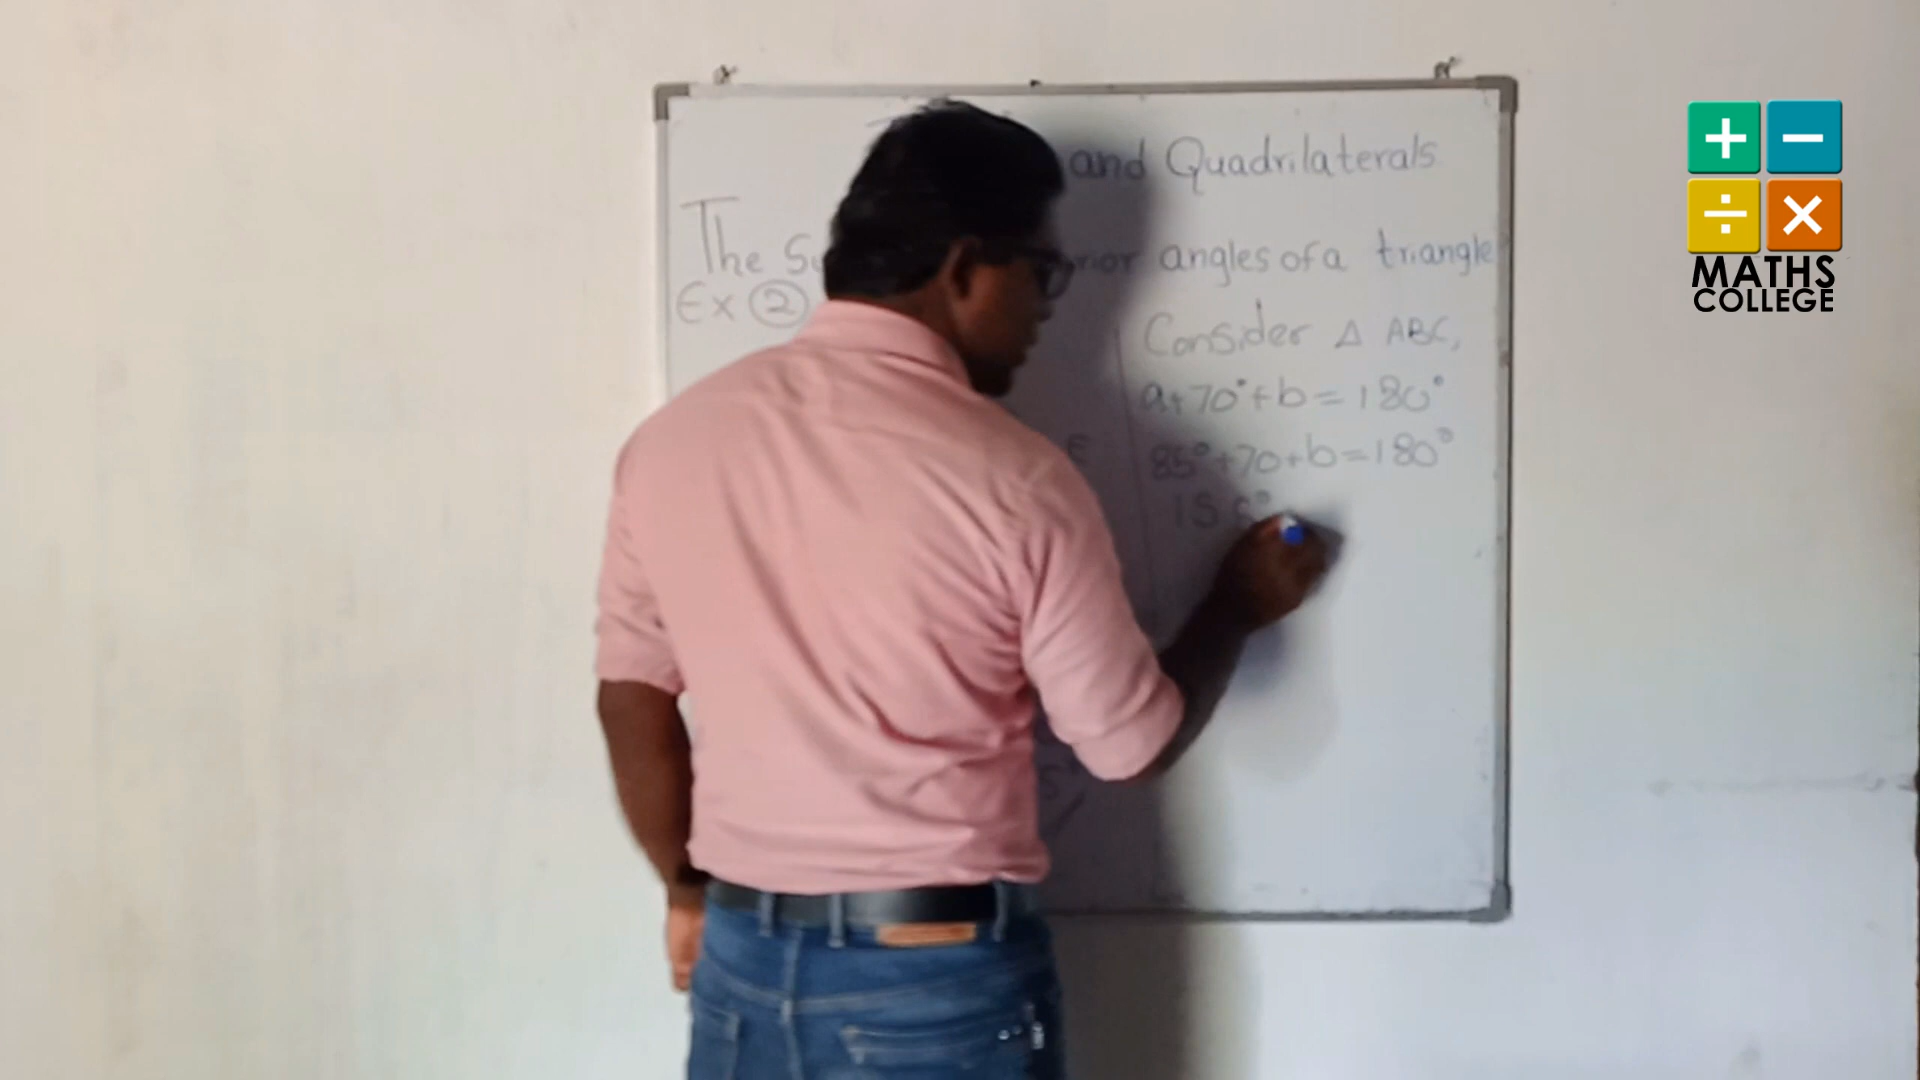 and Quadrilaterals
The Su rior angles of a triangle
Ex 2
Consider Δ ABC,
a+70°+b=180°
E
85°+70+b=180°
155°
+ −
÷ ×
MATHS
COLLEGE